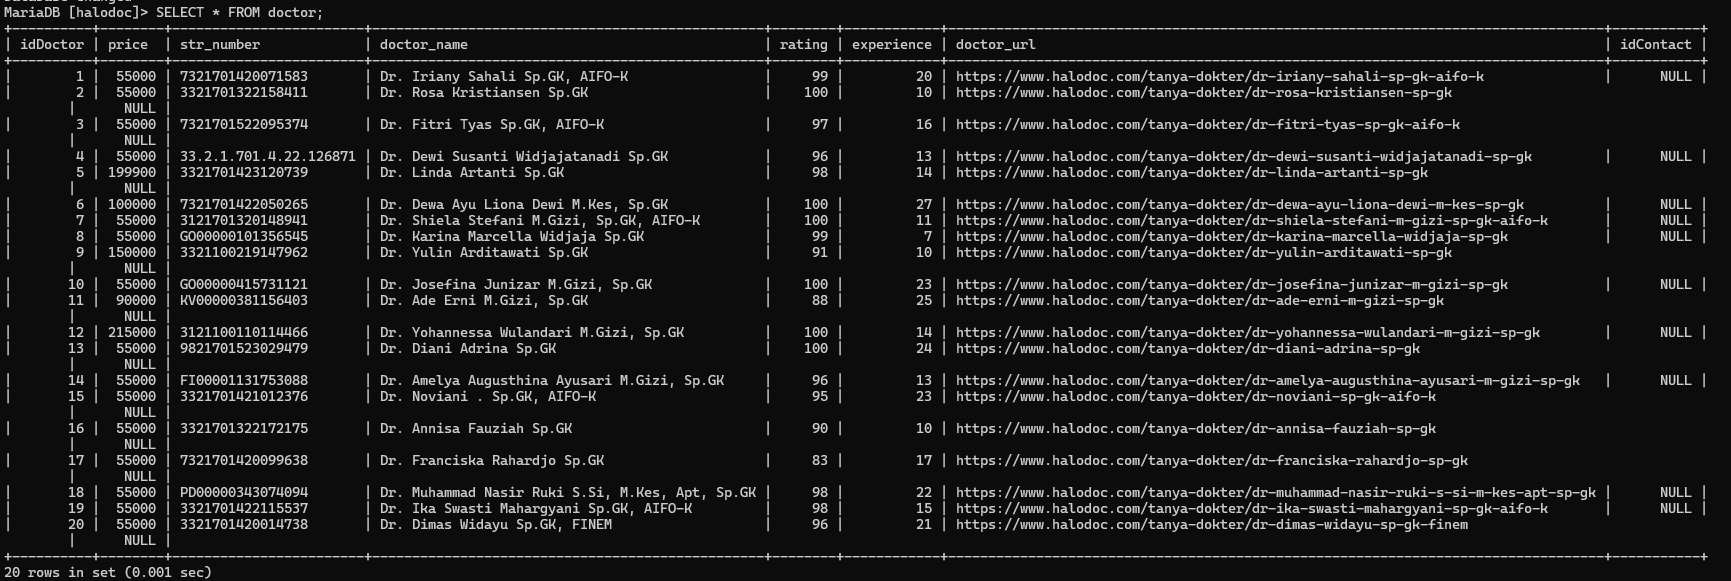 MariaDB [halodoc]> SELECT * FROM doctor;
+----------+--------+------------------------+-------------------------------------------------+--------+------------+----------------------------------------------------------------------------------+-----------+
| idDoctor | price  | str_number             | doctor_name                                     | rating | experience | doctor_url                                                                       | idContact |
+----------+--------+------------------------+-------------------------------------------------+--------+------------+----------------------------------------------------------------------------------+-----------+
|        1 |  55000 | 7321701420071583       | Dr. Iriany Sahali Sp.GK, AIFO-K                 |     99 |         20 | https://www.halodoc.com/tanya-dokter/dr-iriany-sahali-sp-gk-aifo-k               |      NULL |
|        2 |  55000 | 3321701322158411       | Dr. Rosa Kristiansen Sp.GK                      |    100 |         10 | https://www.halodoc.com/tanya-dokter/dr-rosa-kristiansen-sp-gk
       |      NULL |
|        3 |  55000 | 7321701522095374       | Dr. Fitri Tyas Sp.GK, AIFO-K                    |     97 |         16 | https://www.halodoc.com/tanya-dokter/dr-fitri-tyas-sp-gk-aifo-k
       |      NULL |
|        4 |  55000 | 33.2.1.701.4.22.126871 | Dr. Dewi Susanti Widjajatanadi Sp.GK            |     96 |         13 | https://www.halodoc.com/tanya-dokter/dr-dewi-susanti-widjajatanadi-sp-gk         |      NULL |
|        5 | 199900 | 3321701423120739       | Dr. Linda Artanti Sp.GK                         |     98 |         14 | https://www.halodoc.com/tanya-dokter/dr-linda-artanti-sp-gk
       |      NULL |
|        6 | 100000 | 7321701422050265       | Dr. Dewa Ayu Liona Dewi M.Kes, Sp.GK            |    100 |         27 | https://www.halodoc.com/tanya-dokter/dr-dewa-ayu-liona-dewi-m-kes-sp-gk          |      NULL |
|        7 |  55000 | 3121701320148941       | Dr. Shiela Stefani M.Gizi, Sp.GK, AIFO-K        |    100 |         11 | https://www.halodoc.com/tanya-dokter/dr-shiela-stefani-m-gizi-sp-gk-aifo-k       |      NULL |
|        8 |  55000 | GO00000101356545       | Dr. Karina Marcella Widjaja Sp.GK               |     99 |          7 | https://www.halodoc.com/tanya-dokter/dr-karina-marcella-widjaja-sp-gk            |      NULL |
|        9 | 150000 | 3321100219147962       | Dr. Yulin Arditawati Sp.GK                      |     91 |         10 | https://www.halodoc.com/tanya-dokter/dr-yulin-arditawati-sp-gk
       |      NULL |
|       10 |  55000 | GO00000415731121       | Dr. Josefina Junizar M.Gizi, Sp.GK              |    100 |         23 | https://www.halodoc.com/tanya-dokter/dr-josefina-junizar-m-gizi-sp-gk            |      NULL |
|       11 |  90000 | KV00000381156403       | Dr. Ade Erni M.Gizi, Sp.GK                      |     88 |         25 | https://www.halodoc.com/tanya-dokter/dr-ade-erni-m-gizi-sp-gk
       |      NULL |
|       12 | 215000 | 3121100110114466       | Dr. Yohannessa Wulandari M.Gizi, Sp.GK          |    100 |         14 | https://www.halodoc.com/tanya-dokter/dr-yohannessa-wulandari-m-gizi-sp-gk        |      NULL |
|       13 |  55000 | 9821701523029479       | Dr. Diani Adrina Sp.GK                          |    100 |         24 | https://www.halodoc.com/tanya-dokter/dr-diani-adrina-sp-gk
       |      NULL |
|       14 |  55000 | FI00001131753088       | Dr. Amelya Augusthina Ayusari M.Gizi, Sp.GK     |     96 |         13 | https://www.halodoc.com/tanya-dokter/dr-amelya-augusthina-ayusari-m-gizi-sp-gk   |      NULL |
|       15 |  55000 | 3321701421012376       | Dr. Noviani . Sp.GK, AIFO-K                     |     95 |         23 | https://www.halodoc.com/tanya-dokter/dr-noviani-sp-gk-aifo-k
       |      NULL |
|       16 |  55000 | 3321701322172175       | Dr. Annisa Fauziah Sp.GK                        |     90 |         10 | https://www.halodoc.com/tanya-dokter/dr-annisa-fauziah-sp-gk
       |      NULL |
|       17 |  55000 | 7321701420099638       | Dr. Franciska Rahardjo Sp.GK                    |     83 |         17 | https://www.halodoc.com/tanya-dokter/dr-franciska-rahardjo-sp-gk
       |      NULL |
|       18 |  55000 | PD00000343074094       | Dr. Muhammad Nasir Ruki S.Si, M.Kes, Apt, Sp.GK |     98 |         22 | https://www.halodoc.com/tanya-dokter/dr-muhammad-nasir-ruki-s-si-m-kes-apt-sp-gk |      NULL |
|       19 |  55000 | 3321701422115537       | Dr. Ika Swasti Mahargyani Sp.GK, AIFO-K         |     98 |         15 | https://www.halodoc.com/tanya-dokter/dr-ika-swasti-mahargyani-sp-gk-aifo-k       |      NULL |
|       20 |  55000 | 3321701420014738       | Dr. Dimas Widayu Sp.GK, FINEM                   |     96 |         21 | https://www.halodoc.com/tanya-dokter/dr-dimas-widayu-sp-gk-finem
       |      NULL |
+----------+--------+------------------------+-------------------------------------------------+--------+------------+----------------------------------------------------------------------------------+-----------+
20 rows in set (0.001 sec)